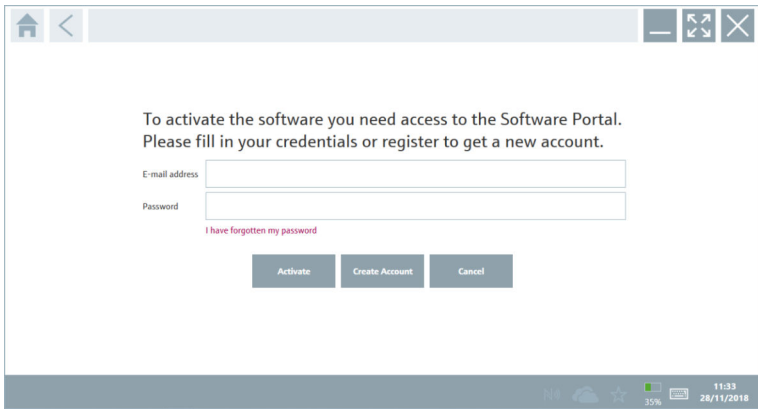 To activate the software you need access to the Software Portal.
Please fill in your credentials or register to get a new account.
E-mail address
Password
I have forgotten my password
Activate
Create Account
Cancel
35%
11:33
28/11/2018